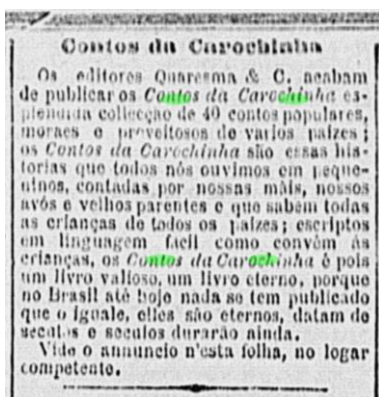 Contos da Carochinha
Os editores Quaresma & C. acabam
de publicar os Contos da Carochinha es-
plendida collecção de 40 contos populares,
moraes e proveitosos de varios paizes;
os Contos da Carochinha são essas his-
torias que todos nós ouvimos em peque-
ninos, contadas por nossas mãis, nossos
avós e velhos parentes e que sabem todas
as crianças de todos os paizes; escriptos
em linguagem facil como convém ás
crianças, os Contos da Carochinha é pois
um livro valioso, um livro eterno, porque
no Brasil até hoje nada se tem publicado
que o iguale, elles são eternos, datam de
seculos e seculos durarão ainda.
Vide o annuncio n'esta folha, no logar
competente.